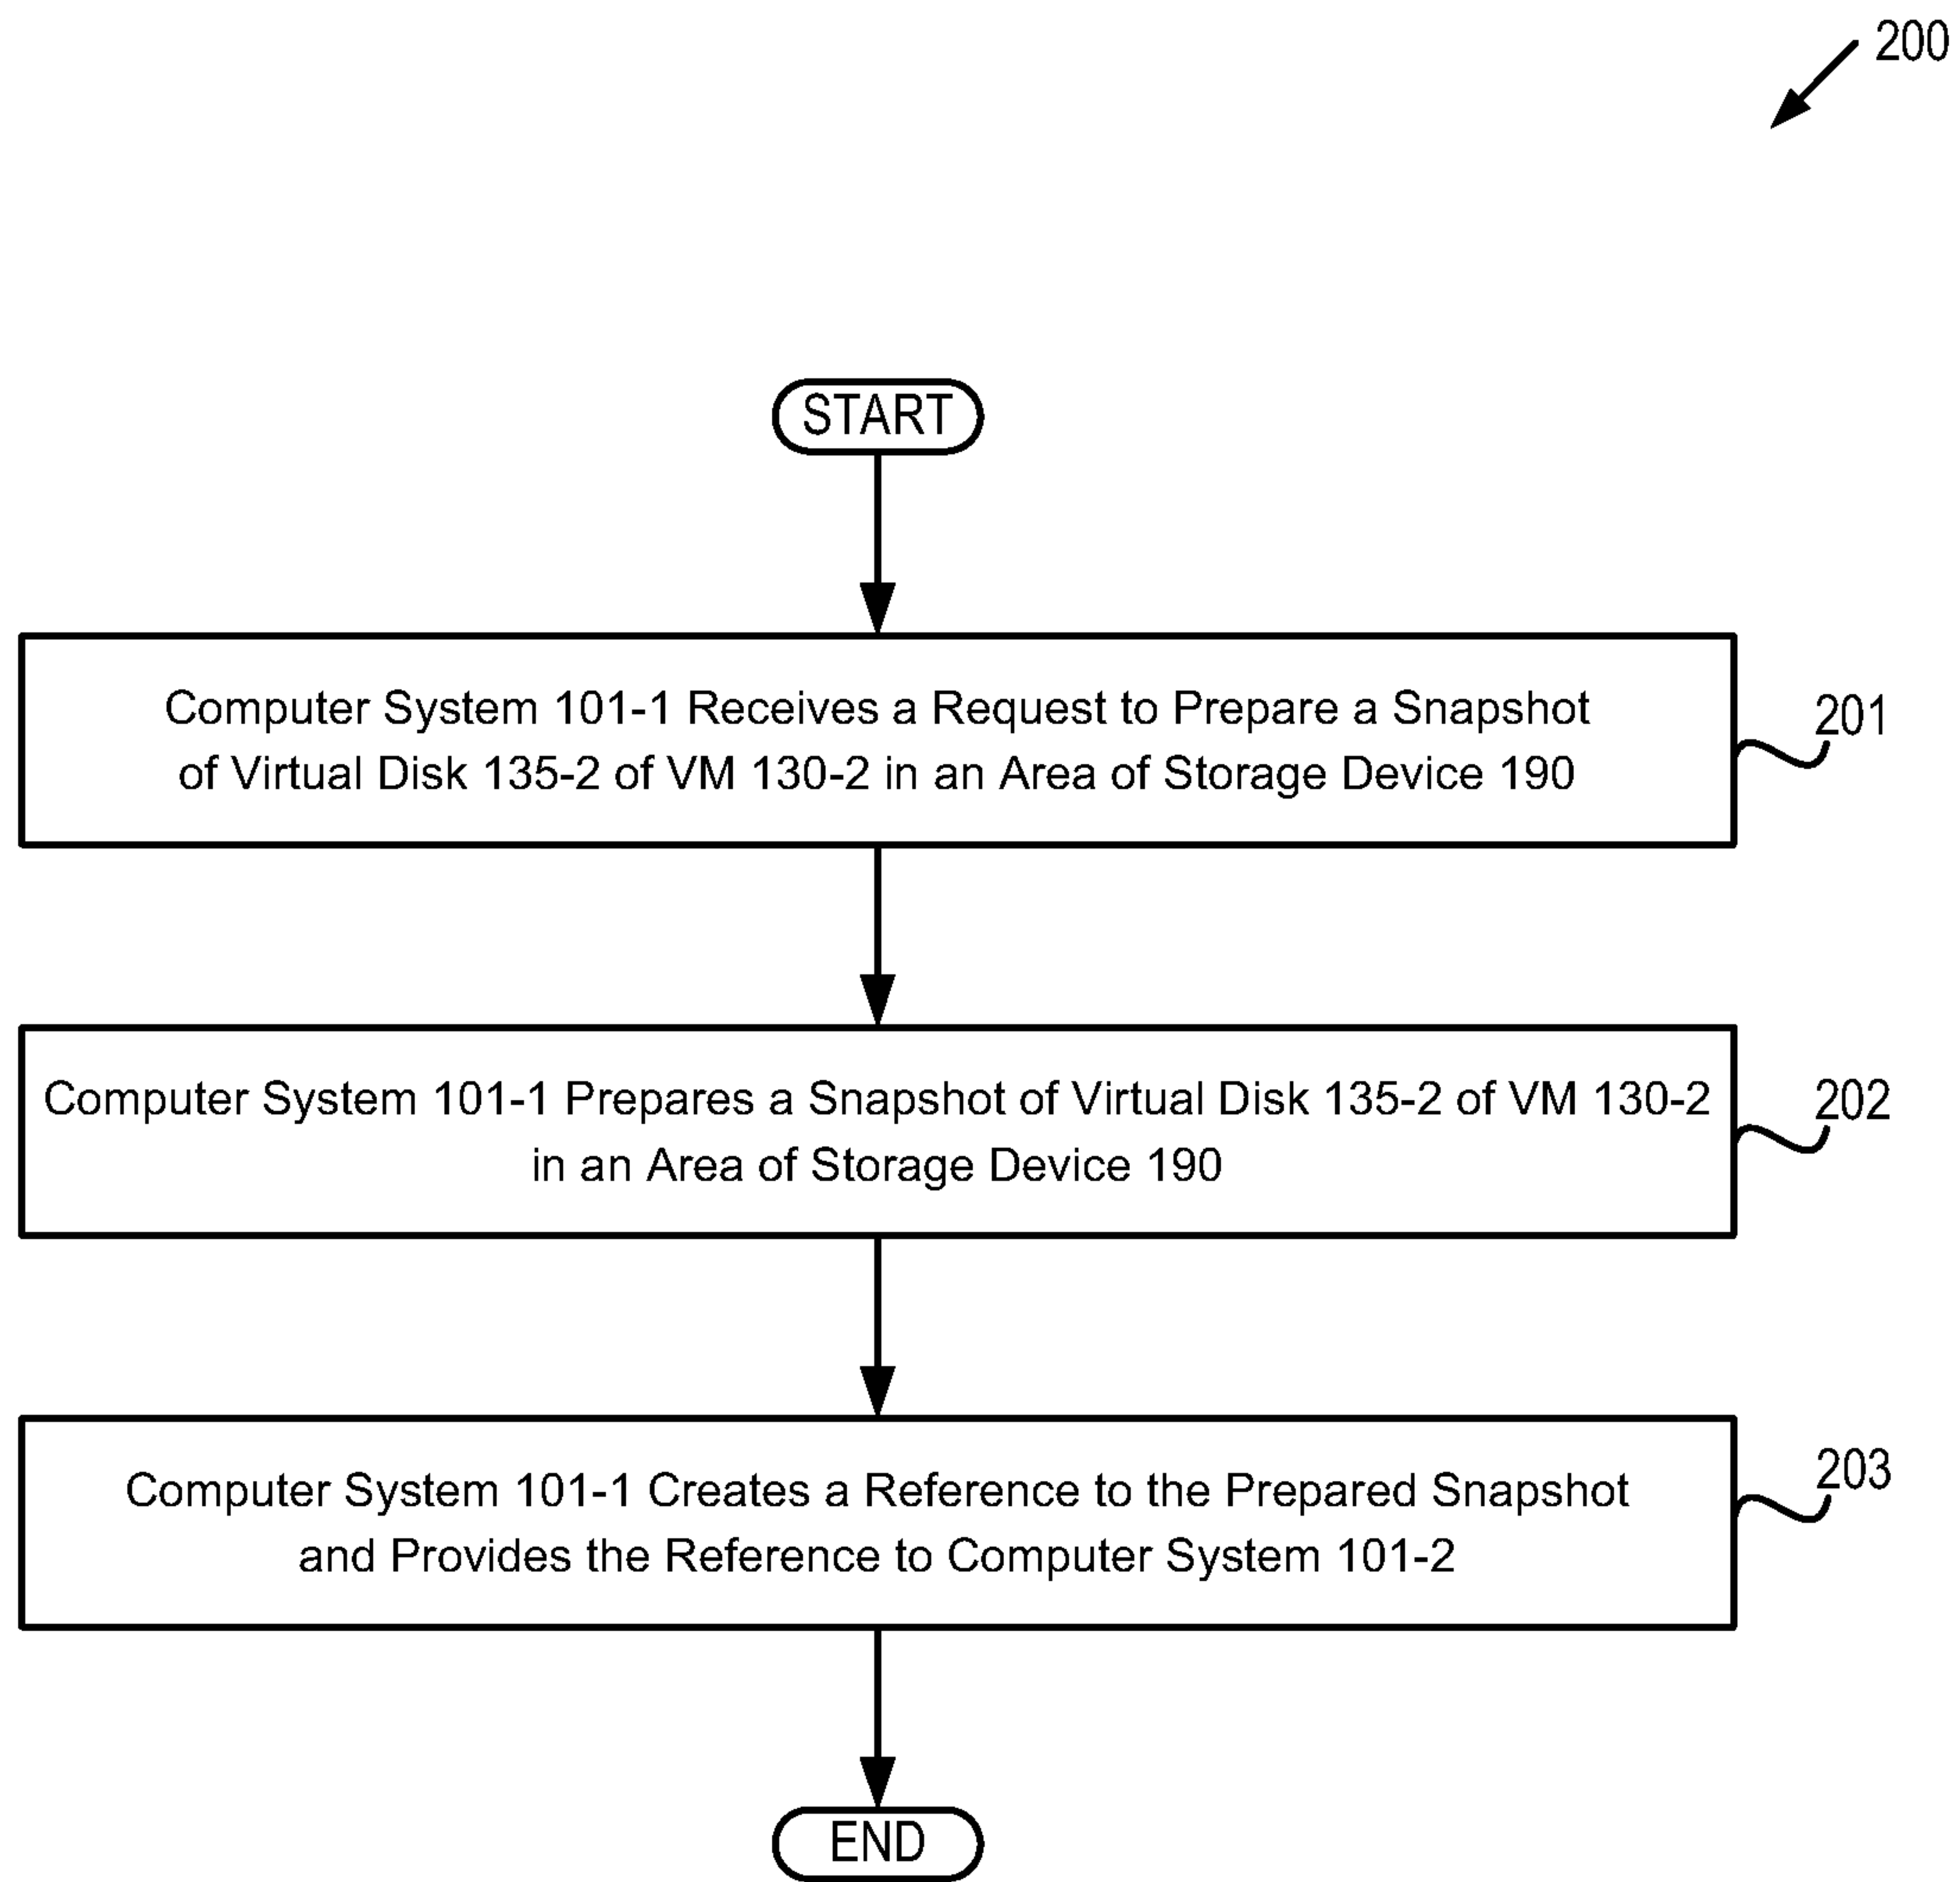 200
START
Computer System 101-1 Receives a Request to Prepare a Snapshot
of Virtual Disk 135-2 of VM 130-2 in an Area of Storage Device 190
201
Computer System 101-1 Prepares a Snapshot of Virtual Disk 135-2 of VM 130-2
in an Area of Storage Device 190
202
Computer System 101-1 Creates a Reference to the Prepared Snapshot
and Provides the Reference to Computer System 101-2
203
END